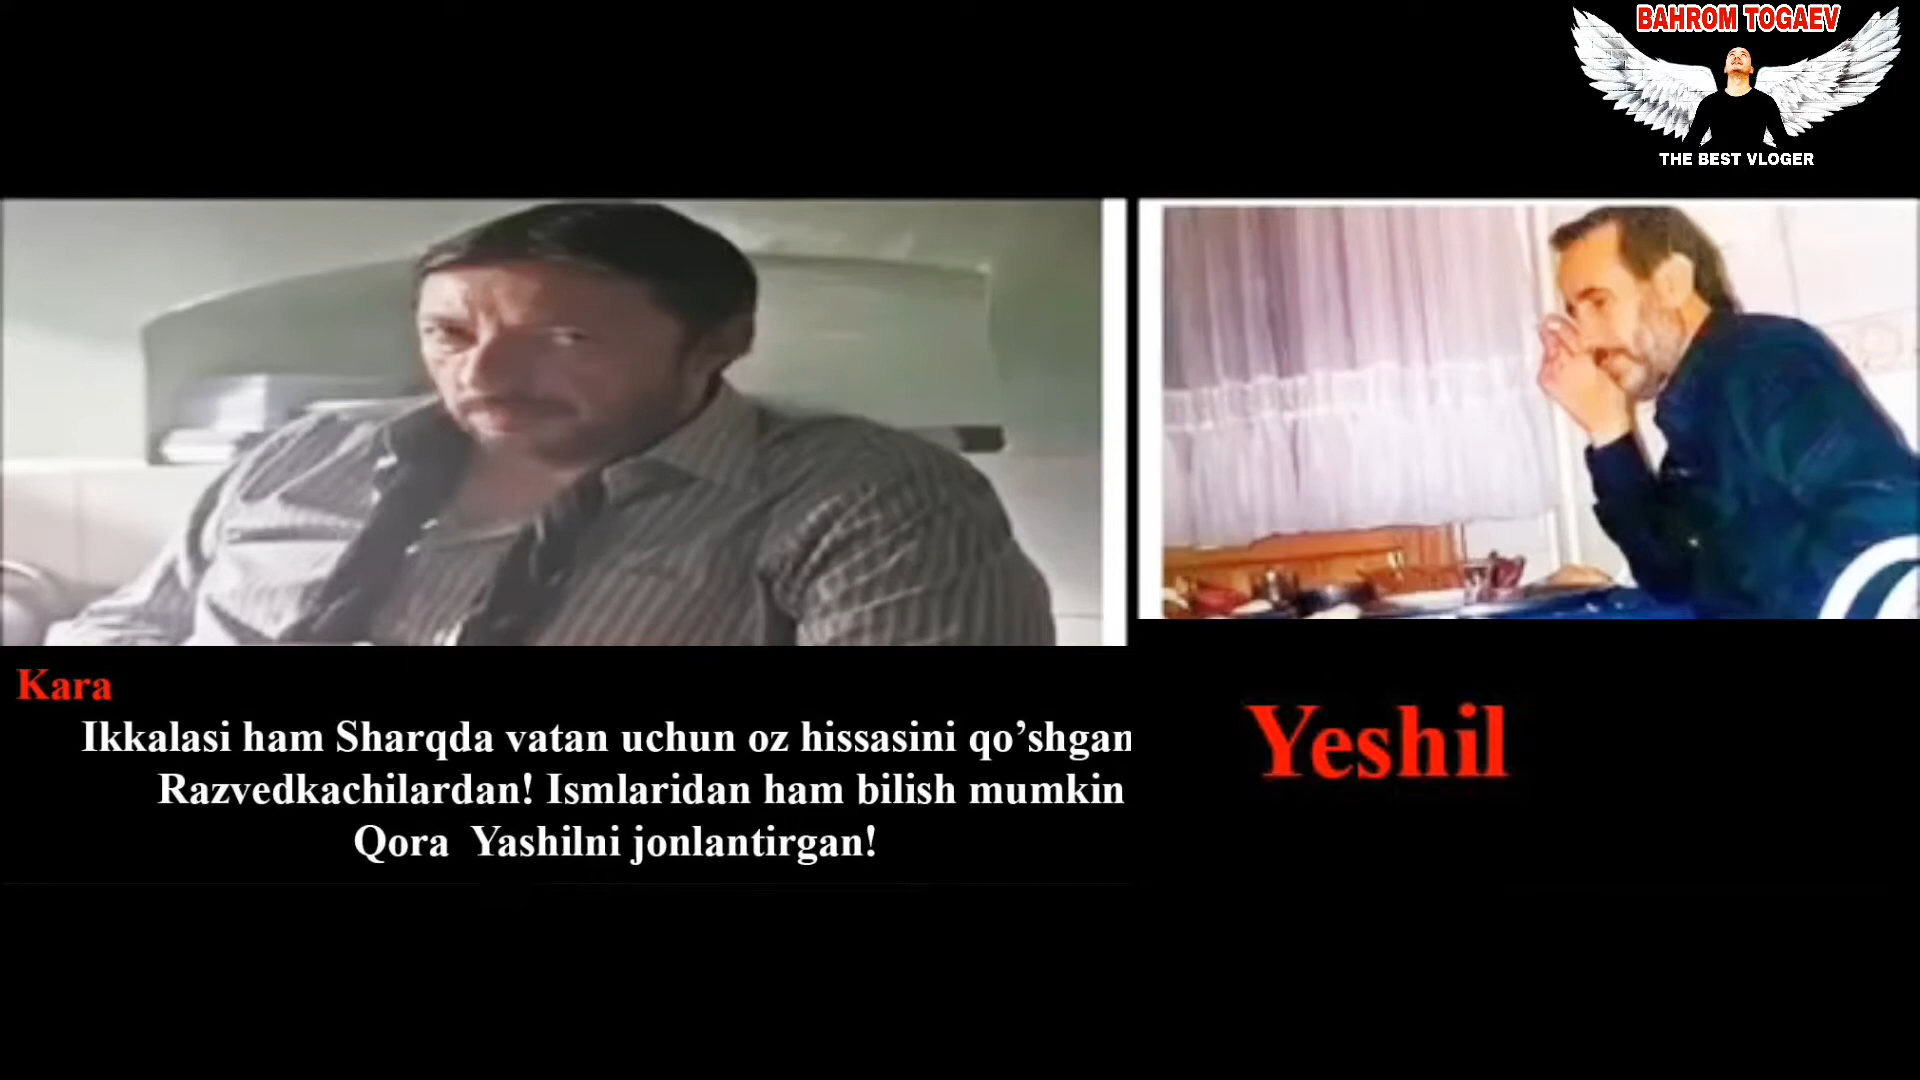 BAHROM TOGAEV
THE BEST VLOGER
Kara
Ikkalasi ham Sharqda vatan uchun oz hissasini qo’shgan
Razvedkachilardan! Ismlaridan ham bilish mumkin
Qora Yashilni jonlantirgan!
Yeshil